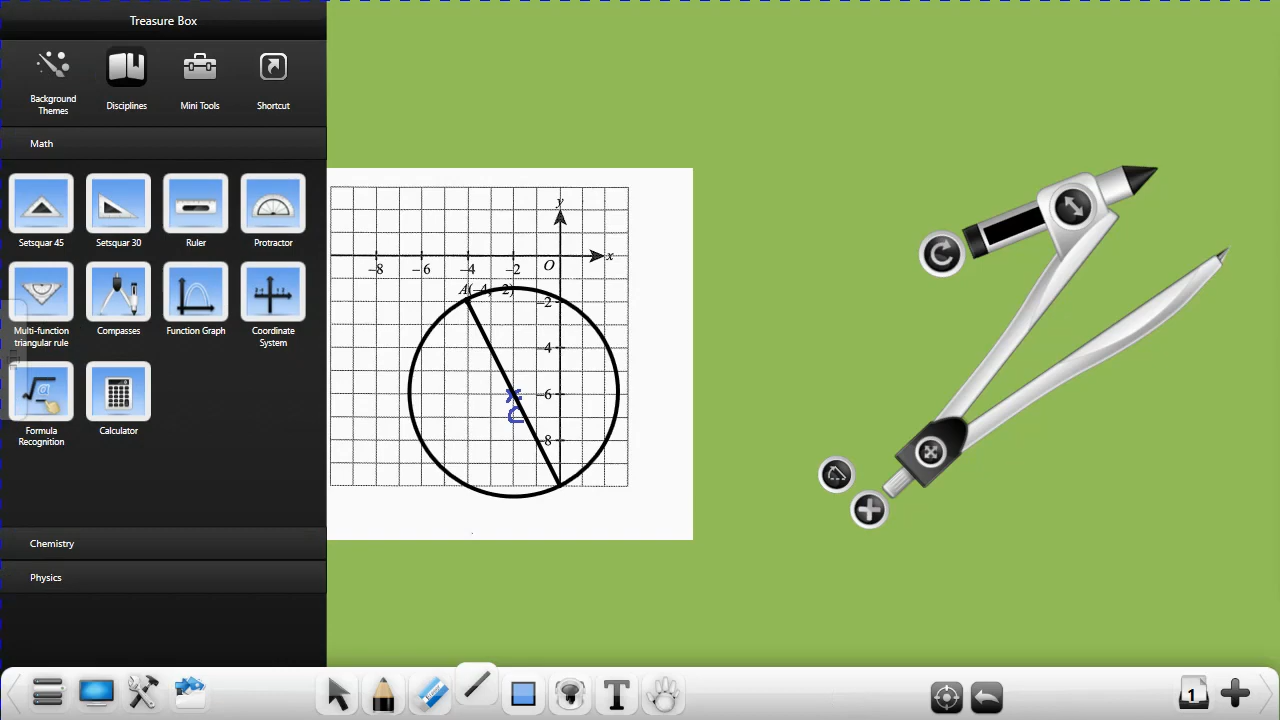 Treasure Box
Background Themes
Disciplines
Mini Tools
Shortcut
Math
Setsquar 45
Setsquar 30
Ruler
Protractor
Multi-function triangular rule
Compasses
Function Graph
Coordinate System
Formula Recognition
Calculator
Chemistry
Physics
y
x
–8 –6 –4 –2 O
A(–4, –2)
–2
–4
–6
–8
x
C
T
1